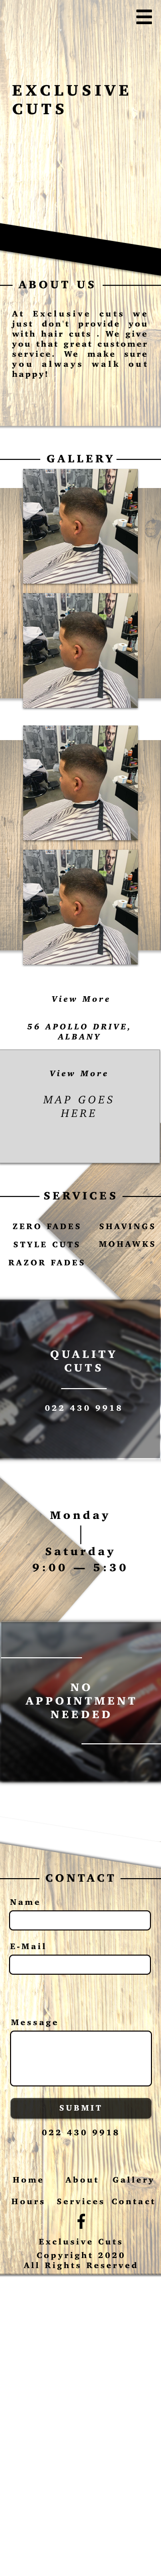 EXCLUSIVE
CUTS
ABOUT US
At Exclusive cuts we
just don't provide you
with hair cuts . We give
you that great customer
service. We make sure
you always walk out
happy!
GALLERY
View More
56 APOLLO DRIVE,
ALBANY
View More
MAP GOES
HERE
SERVICES
ZERO FADES SHAVINGS
STYLE CUTS MOHAWKS
RAZOR FADES
QUALITY
CUTS
022 430 9918
Monday
Saturday
9:00 — 5:30
NO
APPOINTMENT
NEEDED
CONTACT
Name
E-Mail
Message
SUBMIT
022 430 9918
Home About Gallery
Hours Services Contact
Exclusive Cuts
Copyright 2020
All Rights Reserved